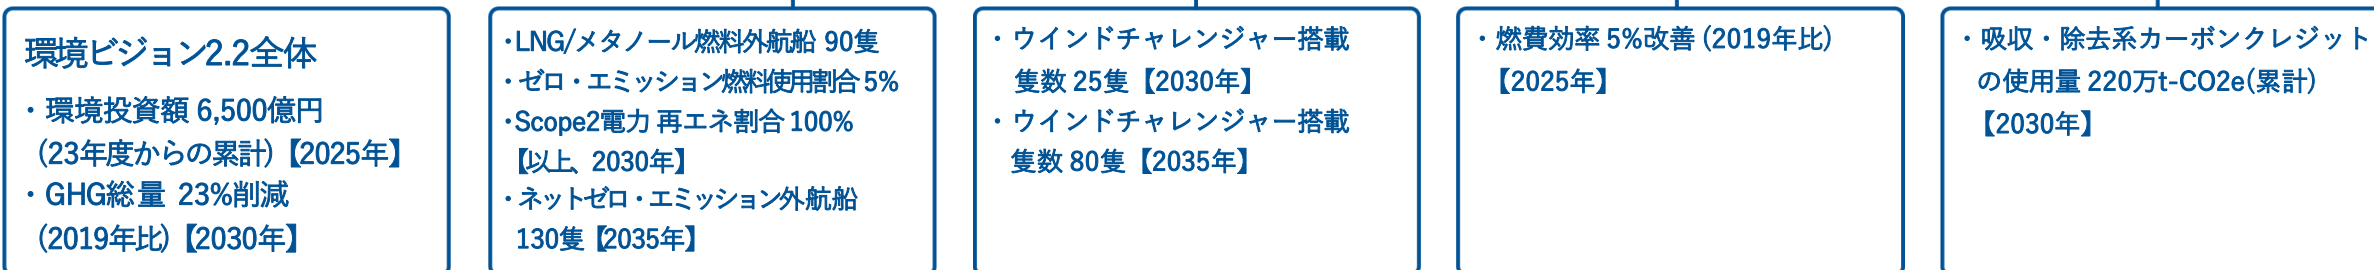 環境ビジョン2.2全体
・環境投資額 6,500億円
(23年度からの累計)【2025年】
・GHG総量 23%削減
(2019年比)【2030年】
・LNG/メタノール燃料外航船 90隻
・ゼロ・エミッション燃料使用割合 5%
・Scope2電力 再エネ割合 100%
【以上、2030年】
・ネットゼロ・エミッション外航船
130隻【2035年】
・ウインドチャレンジャー搭載
隻数 25隻【2030年】
・ウインドチャレンジャー搭載
隻数 80隻【2035年】
・燃費効率 5%改善(2019年比)
【2025年】
・吸収・除去系カーボンクレジット
の使用量 220万t-CO2e(累計)
【2030年】